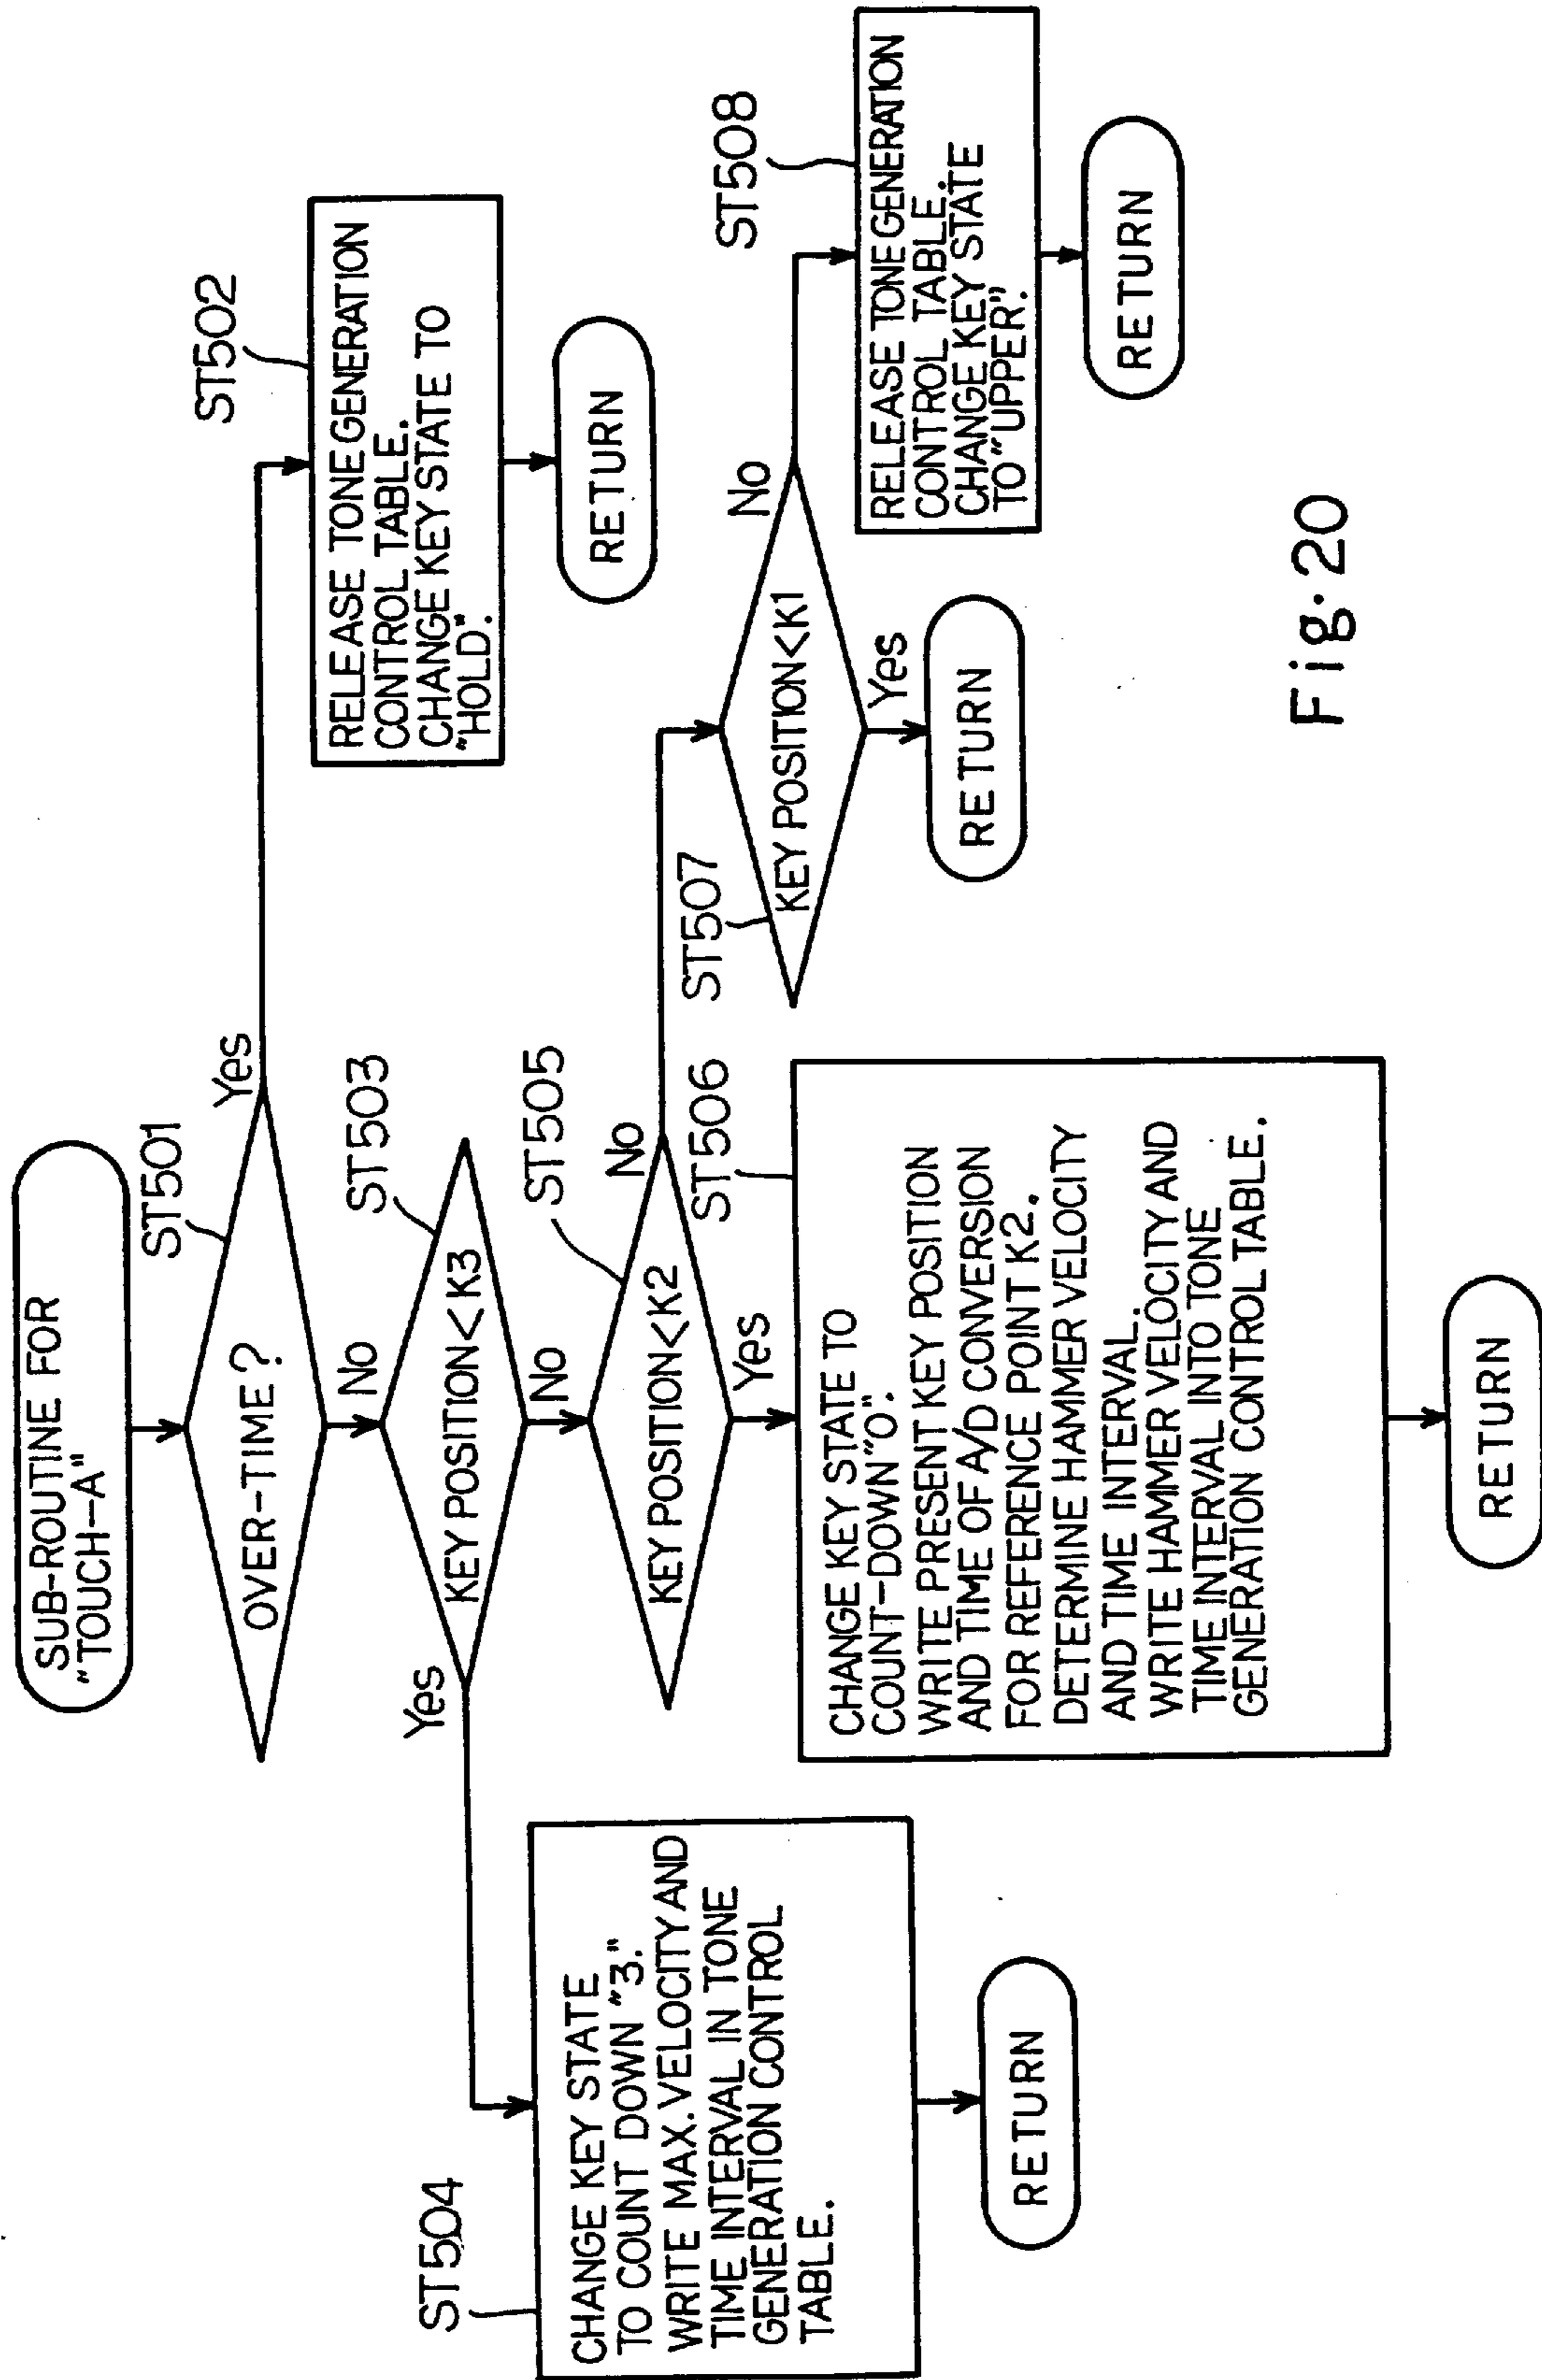 SUB-ROUTINE FOR
"TOUCH-A"
ST501
OVER-TIME?
Yes
No
ST502
RELEASE TONE GENERATION
CONTROL TABLE.
CHANGE KEY STATE TO
"HOLD".
RETURN
ST503
KEY POSITION<K3
Yes
No
ST504
CHANGE KEY STATE
TO COUNT DOWN "3."
WRITE MAX. VELOCITY AND
TIME INTERVAL IN TONE
GENERATION CONTROL
TABLE.
RETURN
ST505
KEY POSITION<K2
No
Yes
ST506
CHANGE KEY STATE TO
COUNT-DOWN"0".
WRITE PRESENT KEY POSITION
AND TIME OF A/D CONVERSION
FOR REFERENCE POINT K2.
DETERMINE HAMMER VELOCITY
AND TIME INTERVAL.
WRITE HAMMER VELOCITY AND
TIME INTERVAL INTO TONE
GENERATION CONTROL TABLE.
RETURN
ST507
KEY POSITION<K1
No
Yes
RETURN
ST508
RELEASE TONE GENERATION
CONTROL TABLE.
CHANGE KEY STATE
TO "UPPER".
RETURN
Fig. 20